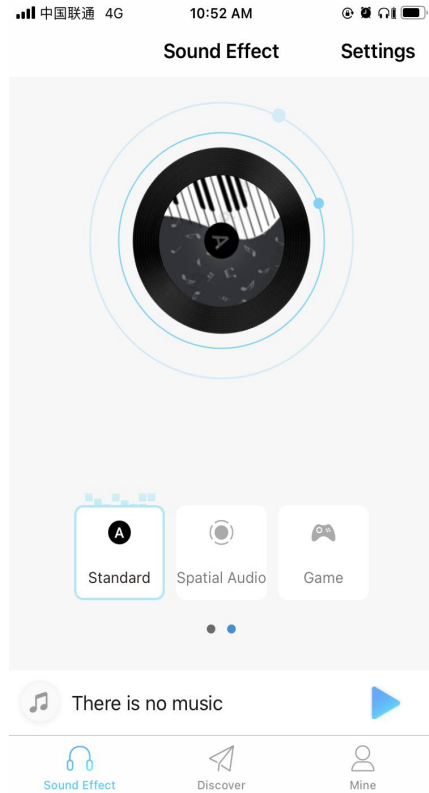 中国联通 4G 10:52 AM
Sound Effect Settings
A
A
Standard Spatial Audio Game
There is no music
Sound Effect Discover Mine